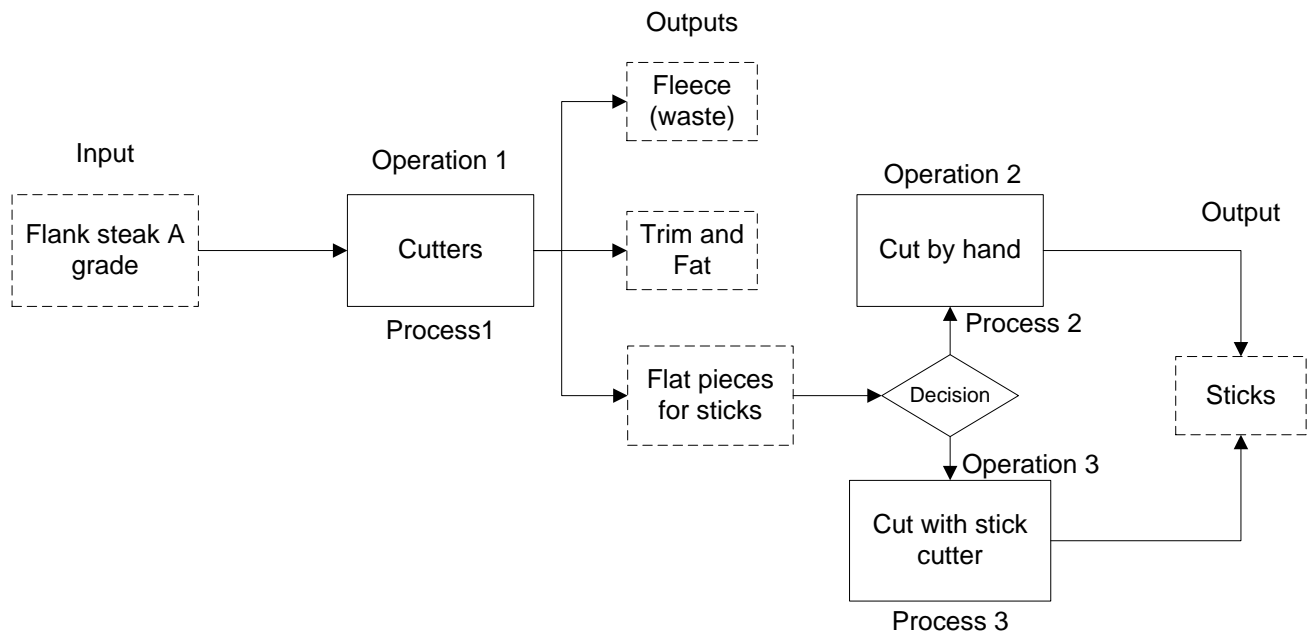 Outputs
Fleece
(waste)
Input
Operation 1
Operation 2
Flank steak A
grade
Cutters
Trim and
Fat
Cut by hand
Output
Process1
Process 2
Flat pieces
for sticks
Decision
Sticks
Operation 3
Cut with stick
cutter
Process 3